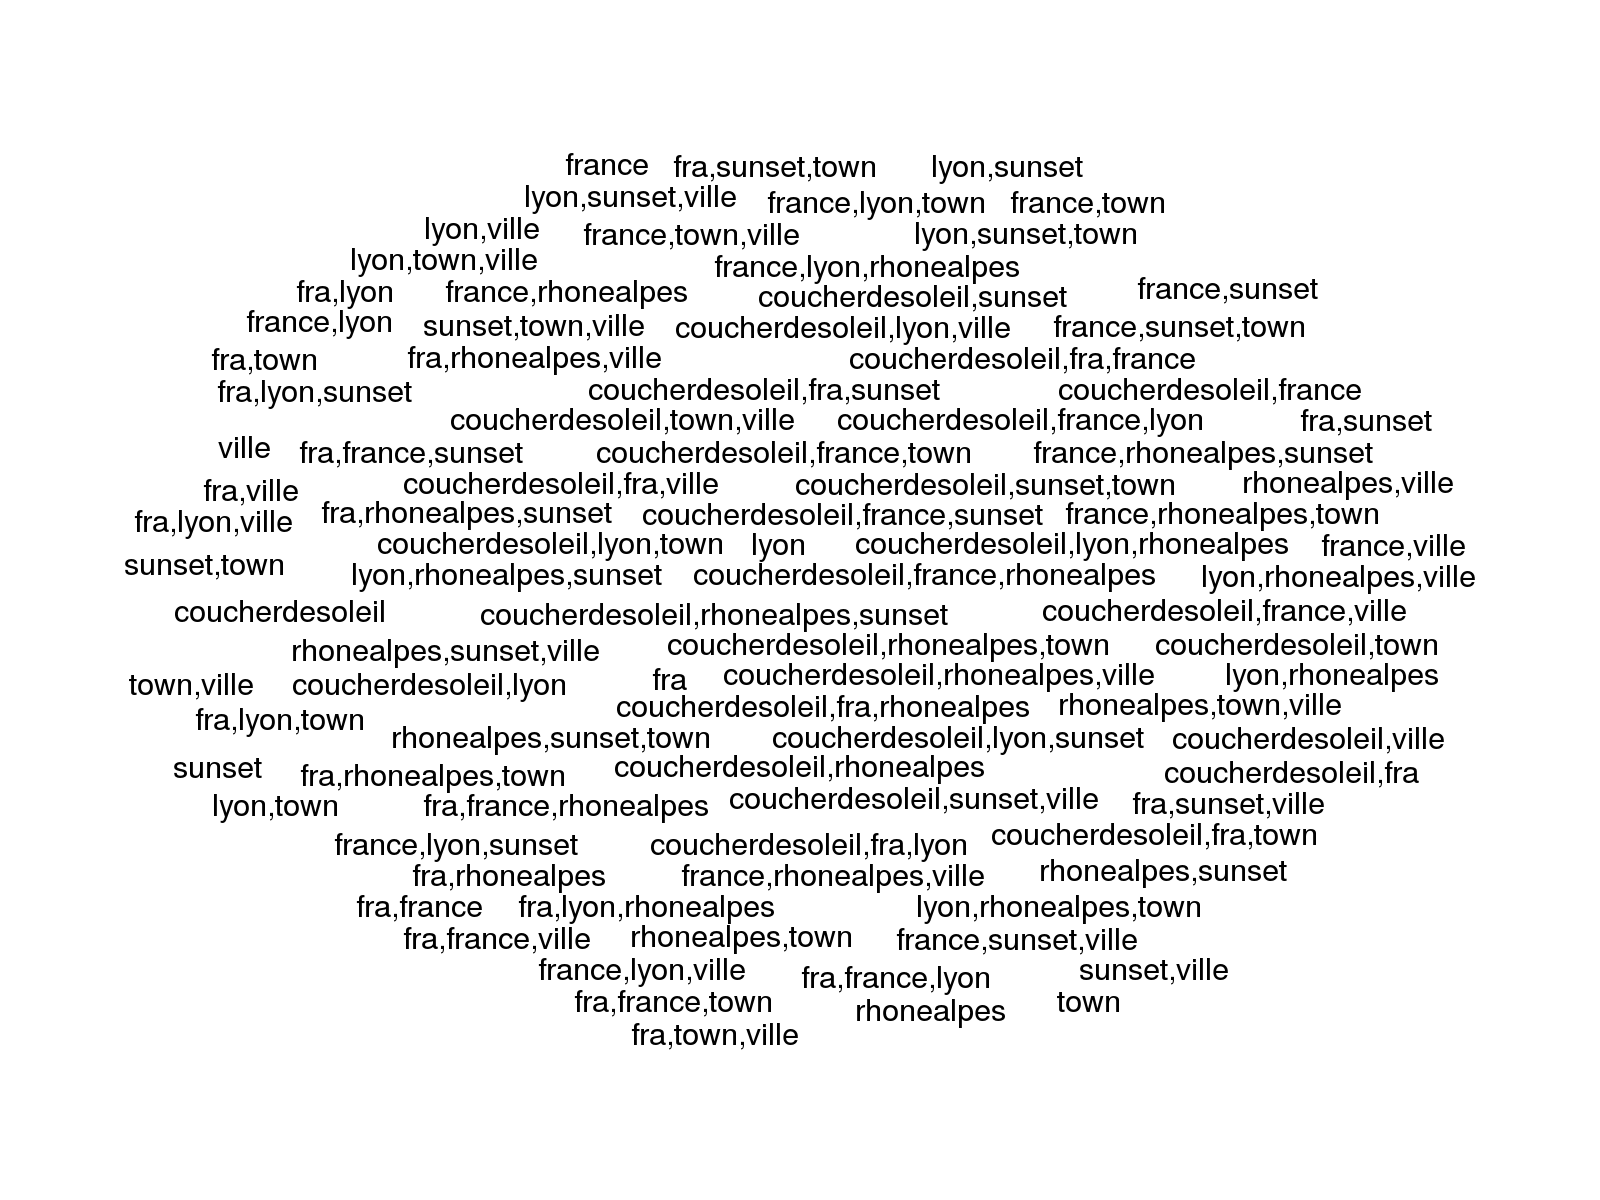 france fra,sunset,town lyon,sunset
lyon,sunset,ville france,lyon,town france,town
lyon,ville france,town,ville lyon,sunset,town
lyon,town,ville france,lyon,rhonealpes
fra,lyon france,rhonealpes coucherdesoleil,sunset france,sunset
france,lyon sunset,town,ville coucherdesoleil,lyon,ville france,sunset,town
fra,town fra,rhonealpes,ville coucherdesoleil,fra,france
fra,lyon,sunset coucherdesoleil,fra,sunset coucherdesoleil,france
coucherdesoleil,town,ville coucherdesoleil,france,lyon fra,sunset
ville fra,france,sunset coucherdesoleil,france,town france,rhonealpes,sunset
fra,ville coucherdesoleil,fra,ville coucherdesoleil,sunset,town rhonealpes,ville
fra,lyon,ville fra,rhonealpes,sunset coucherdesoleil,france,sunset france,rhonealpes,town
coucherdesoleil,lyon,town lyon coucherdesoleil,lyon,rhonealpes france,ville
sunset,town lyon,rhonealpes,sunset coucherdesoleil,france,rhonealpes lyon,rhonealpes,ville
coucherdesoleil coucherdesoleil,rhonealpes,sunset coucherdesoleil,france,ville
rhonealpes,sunset,ville coucherdesoleil,rhonealpes,town coucherdesoleil,town
town,ville coucherdesoleil,lyon fra coucherdesoleil,rhonealpes,ville lyon,rhonealpes
fra,lyon,town coucherdesoleil,fra,rhonealpes rhonealpes,town,ville
rhonealpes,sunset,town coucherdesoleil,lyon,sunset coucherdesoleil,ville
sunset fra,rhonealpes,town coucherdesoleil,rhonealpes coucherdesoleil,fra
lyon,town fra,france,rhonealpes coucherdesoleil,sunset,ville fra,sunset,ville
france,lyon,sunset coucherdesoleil,fra,lyon coucherdesoleil,fra,town
fra,rhonealpes france,rhonealpes,ville rhonealpes,sunset
fra,france fra,lyon,rhonealpes lyon,rhonealpes,town
fra,france,ville rhonealpes,town france,sunset,ville
france,lyon,ville fra,france,lyon sunset,ville
fra,france,town rhonealpes town
fra,town,ville